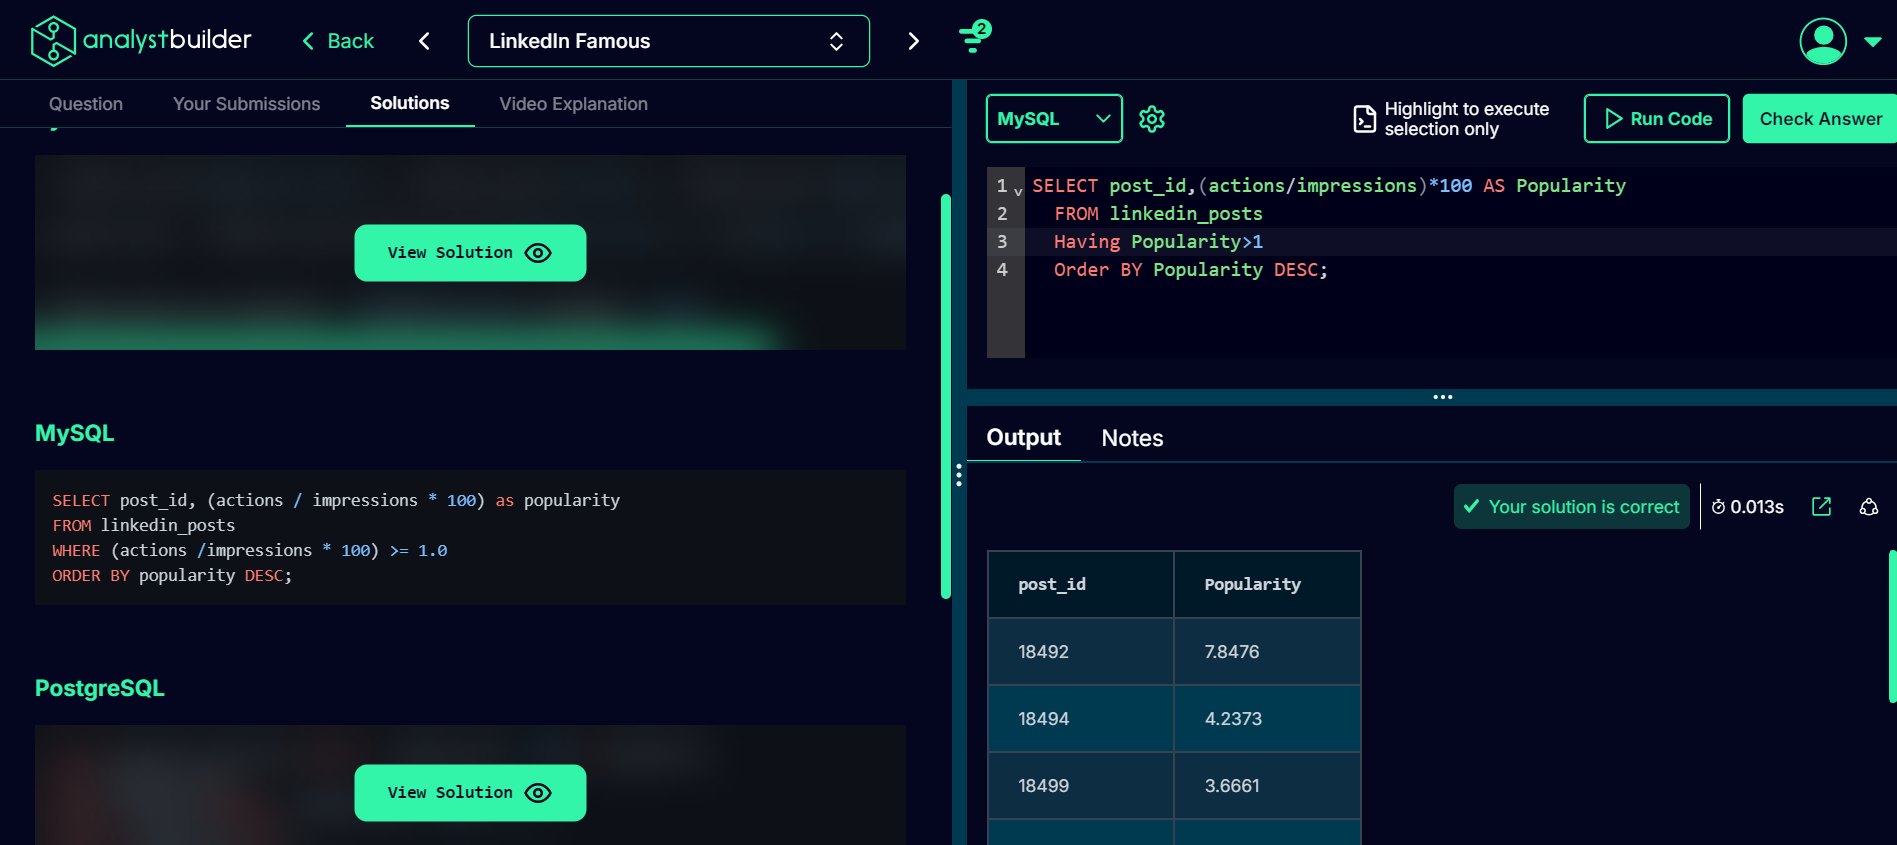 analystbuilder
Back
LinkedIn Famous
2
Question
Your Submissions
Solutions
Video Explanation
View Solution
MySQL
SELECT post_id, (actions / impressions * 100) as popularity
FROM linkedin_posts
WHERE (actions /impressions * 100) >= 1.0
ORDER BY popularity DESC;
PostgreSQL
View Solution
MySQL
Highlight to execute
selection only
Run Code
Check Answer
1 SELECT post_id,(actions/impressions)*100 AS Popularity
2 FROM linkedin_posts
3 Having Popularity>1
4 Order BY Popularity DESC;
Output
Notes
Your solution is correct
0.013s
post_id Popularity
18492 7.8476
18494 4.2373
18499 3.6661